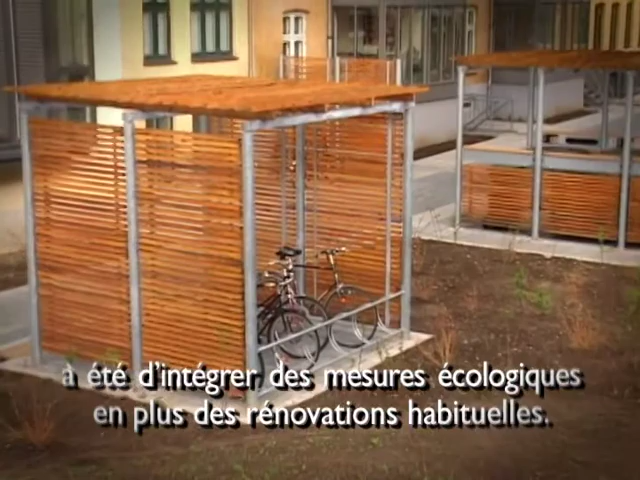 à été d'intégrer des mesures écologiques
en plus des rénovations habituelles.